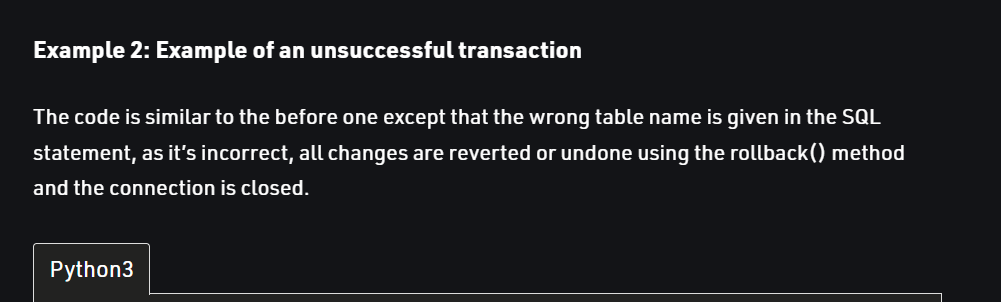 Example 2: Example of an unsuccessful transaction
The code is similar to the before one except that the wrong table name is given in the SQL
statement, as it’s incorrect, all changes are reverted or undone using the rollback() method
and the connection is closed.
Python3